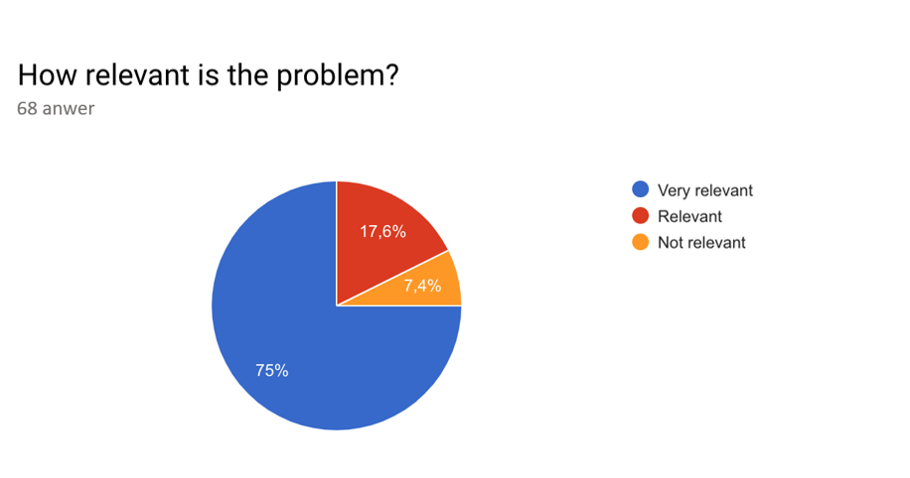 How relevant is the problem?
68 anwer
17,6%
7,4%
75%
Very relevant
Relevant
Not relevant